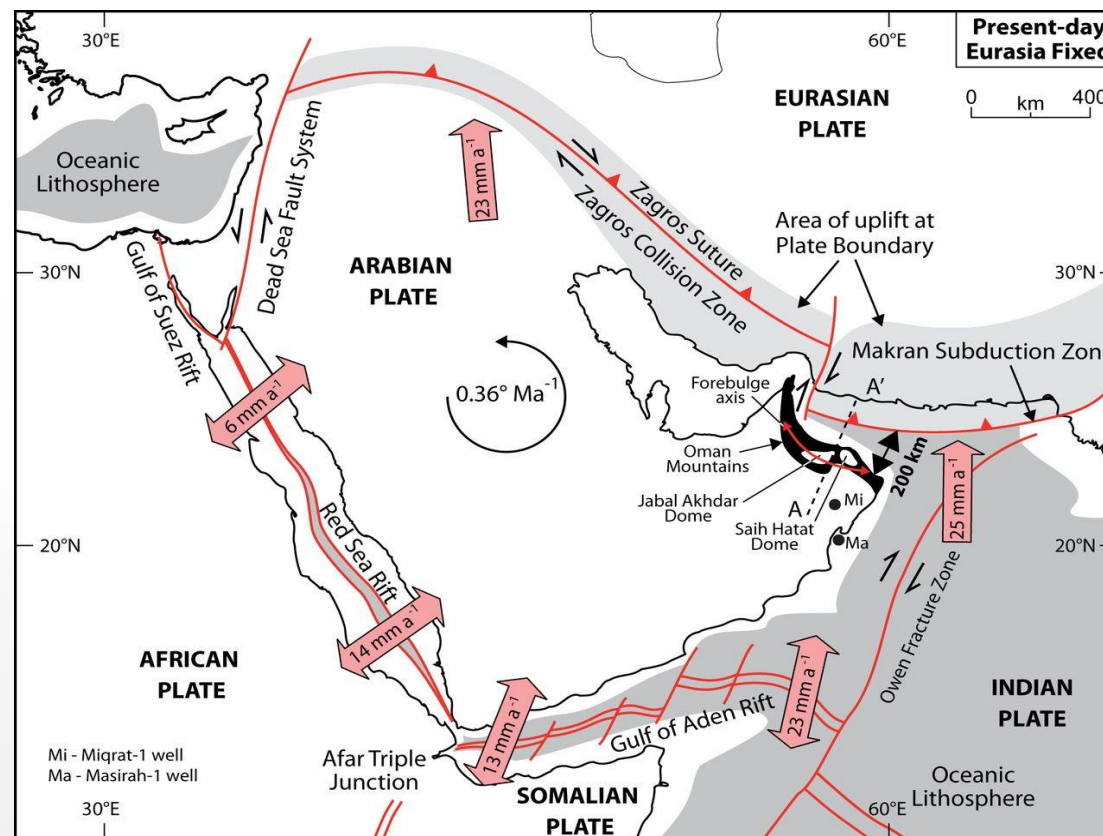 30°E
60°E
Present-day
Eurasia Fixed
0 km 400
EURASIAN
PLATE
Oceanic
Lithosphere
Dead Sea Fault System
23 mm a⁻¹
Zagros Suture
Zagros Collision Zone
Area of uplift at
Plate Boundary
30°N
30°N
Gulf of Suez Rift
ARABIAN
PLATE
Makran Subduction Zone
0.36° Ma⁻¹
6 mm a⁻¹
Forebulge
axis
A'
Oman
Mountains
200 km
Jabal Akhdar
Dome
A
Mi
Saih Hatat
Dome
Ma
25 mm a⁻¹
20°N
20°N
Red Sea Rift
14 mm a⁻¹
Owen Fracture Zone
AFRICAN
PLATE
23 mm a⁻¹
INDIAN
PLATE
13 mm a⁻¹
Gulf of Aden Rift
Mi - Miqrat-1 well
Ma - Masirah-1 well
Afar Triple
Junction
SOMALIAN
PLATE
Oceanic
Lithosphere
30°E
60°E